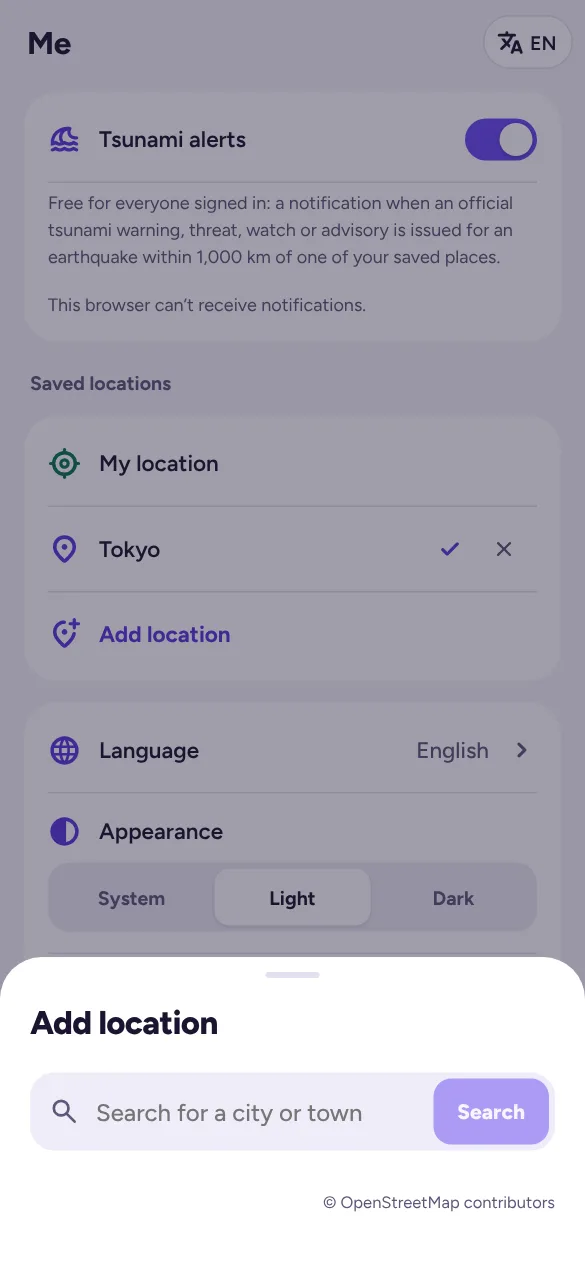 Me
EN
Tsunami alerts
Free for everyone signed in: a notification when an official
tsunami warning, threat, watch or advisory is issued for an
earthquake within 1,000 km of one of your saved places.
This browser can’t receive notifications.
Saved locations
My location
Tokyo
Add location
Language
English
Appearance
System
Light
Dark
Add location
Search for a city or town
Search
© OpenStreetMap contributors